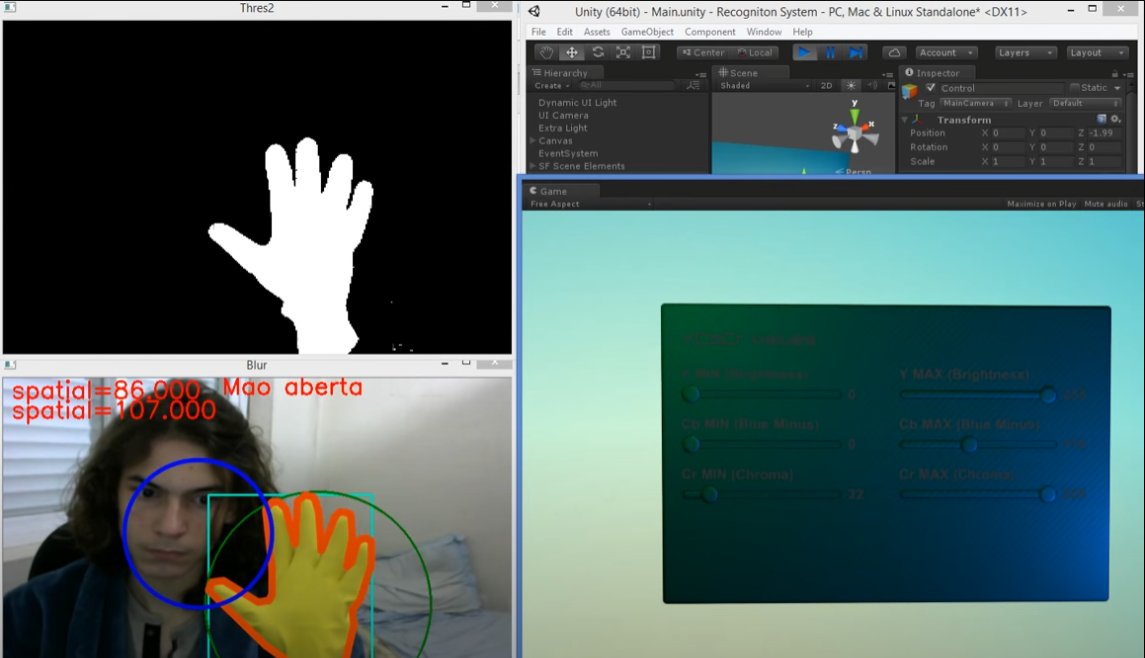 Thres2
Unity (64bit) - Main.unity - Recogniton System - PC, Mac & Linux Standalone* <DX11>
File Edit Assets GameObject Component Window Help
Center Local Account Layers Layout
Hierarchy
Create All
Dynamic UI Light
UI Camera
Extra Light
Canvas
EventSystem
SF Scene Elements
Scene
Shaded 2D
y
z x
Persp
Inspector
Control Static
Tag MainCamera Layer Default
Transform
Position X 0 Y 0 Z -1.99
Rotation X 0 Y 0 Z 0
Scale X 1 Y 1 Z 1
Game
Free Aspect Maximize on Play Mute audio St
Y MIN (Brightness) 0
Y MAX (Brightness)
Cb MIN (Blue Minus) 0
Cb MAX (Blue Minus)
Cr MIN (Chroma) 22
Cr MAX (Chroma)
Blur
spatial=86.000 Mao aberta
spatial=107.000